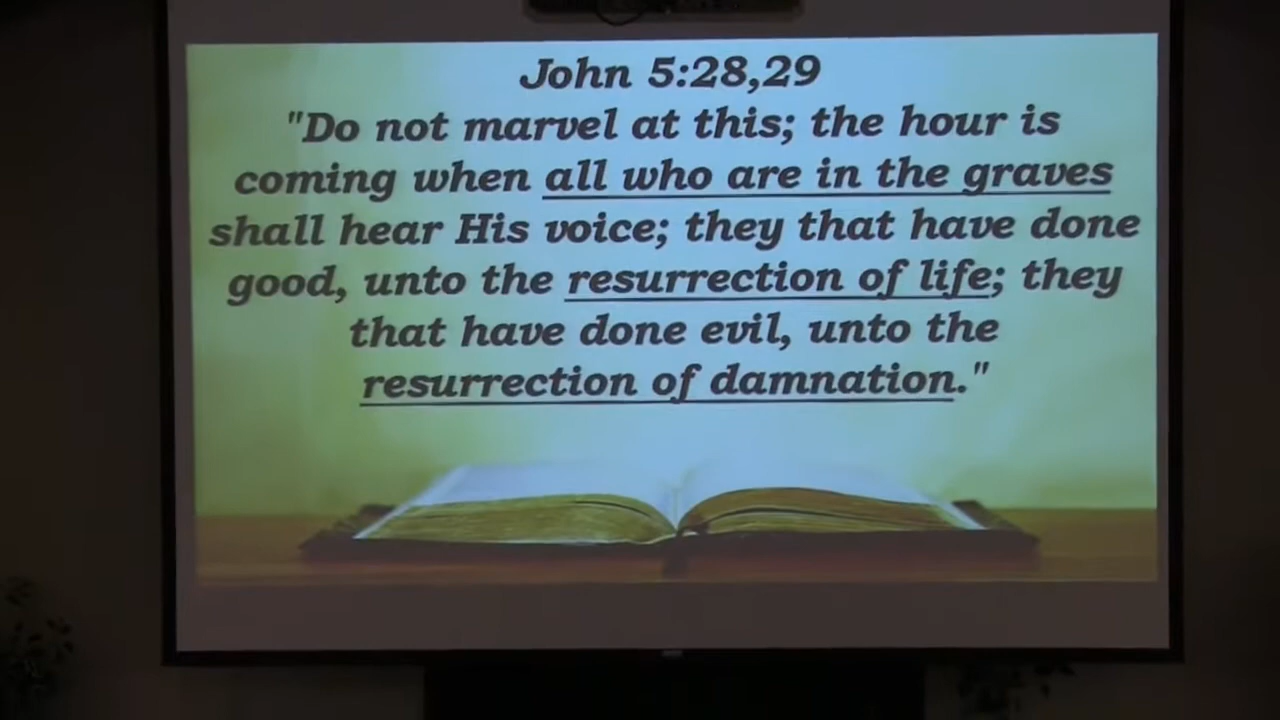 John 5:28,29
"Do not marvel at this; the hour is
coming when all who are in the graves
shall hear His voice; they that have done
good, unto the resurrection of life; they
that have done evil, unto the
resurrection of damnation."